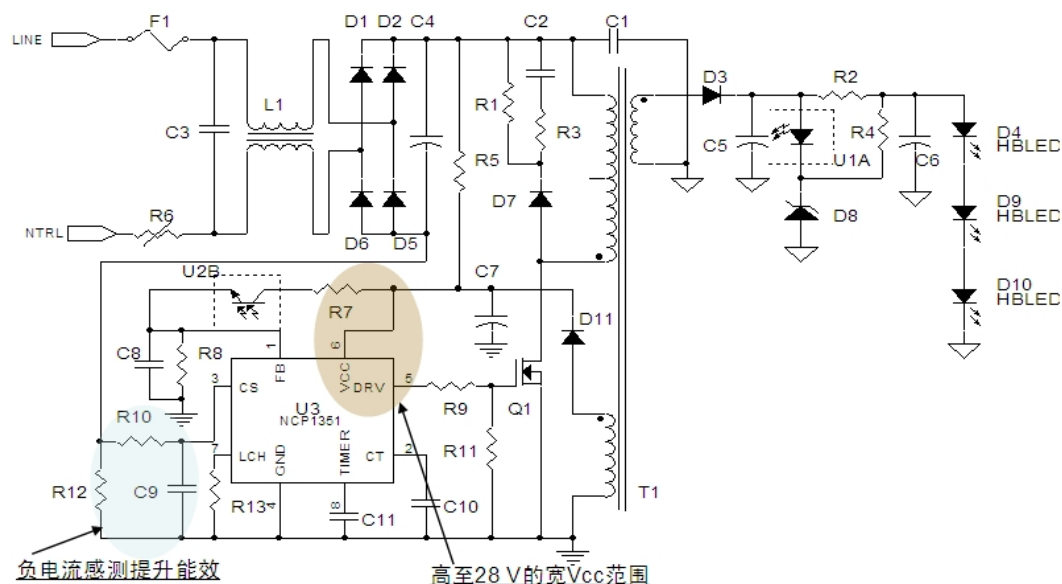 F1
D1 D2 C4
C2
C1
LINE
L1
C3
R1
R3
R5
D3
R2
C5
R4
U1A
C6
D4
HBLED
D7
D8
D9
HBLED
R6
NTRL
D6 D5
U2B
C7
D10
HBLED
R7
D11
C8
R8
1
6
FB
VCC
3
CS
DRV
5
U3
NCP1351
R9
Q1
R10
7
LCH
GND
TIMER
CT
2
R11
R12
C9
R13
4
8
C11
C10
T1
负电流感测提升能效
高至28 V的宽Vcc范围